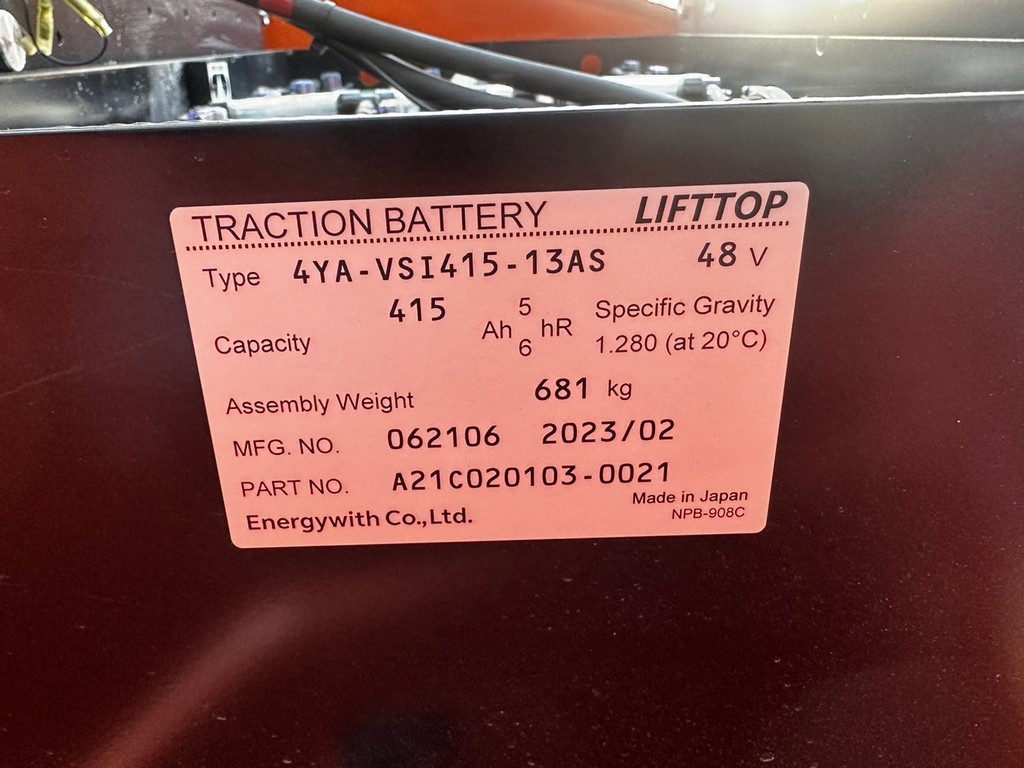 TRACTION BATTERY LIFTTOP
Type 4YA-VSI415-13AS 48 V
Capacity 415 Ah 5 hR Specific Gravity
6 1.280 (at 20°C)
Assembly Weight 681 kg
MFG. NO. 062106 2023/02
PART NO. A21C020103-0021
Made in Japan
Energywith Co.,Ltd. NPB-908C